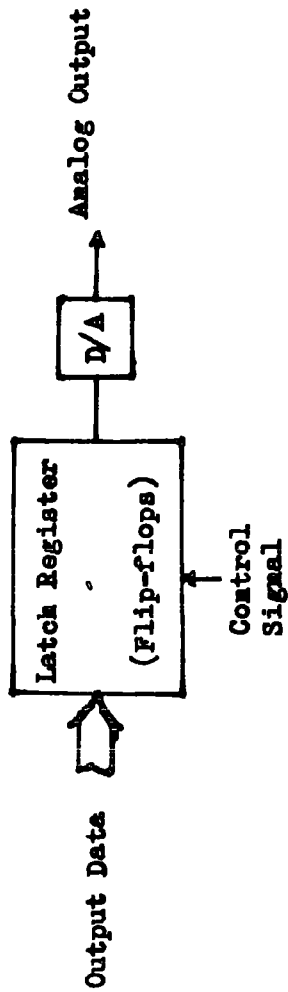 Output Data
Latch Register
(Flip-flops)
Control
Signal
D/A
Analog Output